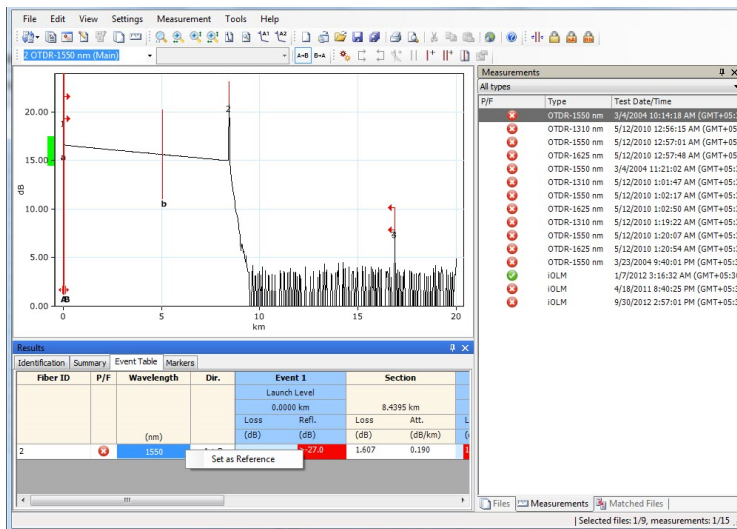 File Edit View Settings Measurement Tools Help
2 OTDR-1550 nm (Main)
A→B B→A
dB
20.00
15.00
10.00
5.00
0.00
1
2
3
a
b
AB
0 5 10 15 20
km
Measurements
All types
P/F Type Test Date/Time
OTDR-1550 nm 3/4/2004 10:14:18 AM (GMT+05:
OTDR-1310 nm 5/12/2010 12:56:15 AM (GMT+05
OTDR-1550 nm 5/12/2010 12:57:01 AM (GMT+05
OTDR-1625 nm 5/12/2010 12:57:48 AM (GMT+05
OTDR-1550 nm 3/4/2004 11:21:02 AM (GMT+05:
OTDR-1310 nm 5/12/2010 1:01:47 AM (GMT+05:
OTDR-1550 nm 5/12/2010 1:02:17 AM (GMT+05:
OTDR-1625 nm 5/12/2010 1:02:50 AM (GMT+05:
OTDR-1310 nm 5/12/2010 1:19:22 AM (GMT+05:
OTDR-1550 nm 5/12/2010 1:20:07 AM (GMT+05:
OTDR-1625 nm 5/12/2010 1:20:54 AM (GMT+05:
OTDR-1550 nm 3/23/2004 9:40:01 PM (GMT+05:
iOLM 1/7/2012 3:16:32 AM (GMT+05:3
iOLM 4/18/2011 8:40:25 PM (GMT+05:
iOLM 9/30/2012 2:57:01 PM (GMT+05:
Results
Identification Summary Event Table Markers
Fiber ID P/F Wavelength Dir. Event 1 Section
Launch Level
0.0000 km 8.4395 km
Loss Refl. Loss Att. L
(nm) (dB) (dB) (dB) (dB/km) (
2 1550 >-27.0 1.607 0.190 1
Set as Reference
Files Measurements Matched Files
Selected files: 1/9, measurements: 1/15